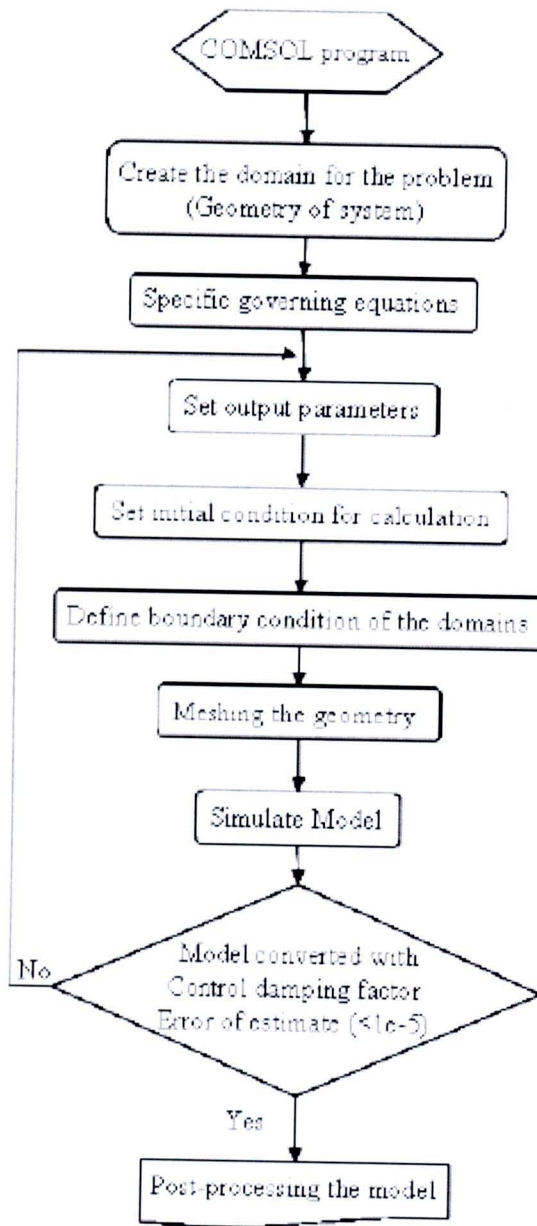 COMSOL program
Create the domain for the problem
(Geometry of system)
Specific governing equations
Set output parameters
Set initial condition for calculation
Define boundary condition of the domains
Meshing the geometry
Simulate Model
Model converted with
Control damping factor
Error of estimate (≤1e-5)
No
Yes
Post-processing the model